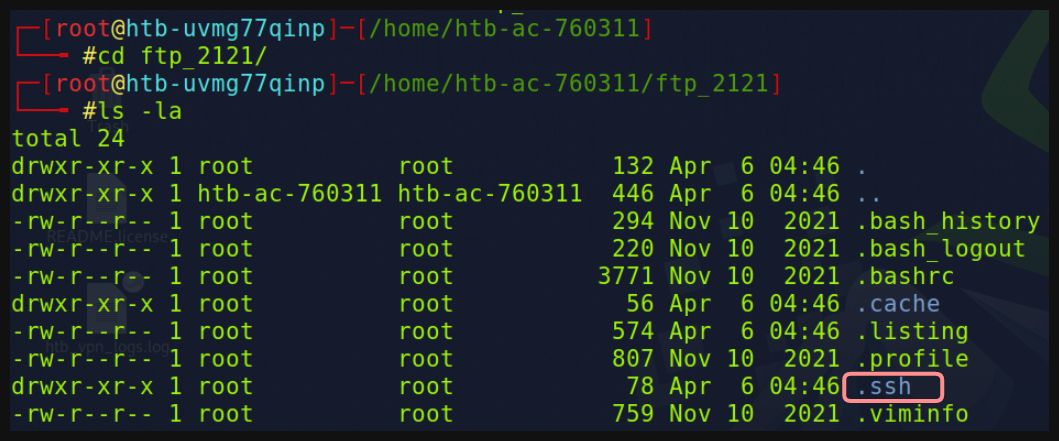 ┌─[root@htb-uvmg77qinp]─[/home/htb-ac-760311]
└──╼ #cd ftp_2121/
┌─[root@htb-uvmg77qinp]─[/home/htb-ac-760311/ftp_2121]
└──╼ #ls -la
total 24
drwxr-xr-x 1 root          root           132 Apr  6 04:46 .
drwxr-xr-x 1 htb-ac-760311 htb-ac-760311  446 Apr  6 04:46 ..
-rw-r--r-- 1 root          root           294 Nov 10  2021 .bash_history
-rw-r--r-- 1 root          root           220 Nov 10  2021 .bash_logout
-rw-r--r-- 1 root          root          3771 Nov 10  2021 .bashrc
drwxr-xr-x 1 root          root            56 Apr  6 04:46 .cache
-rw-r--r-- 1 root          root           574 Apr  6 04:46 .listing
-rw-r--r-- 1 root          root           807 Nov 10  2021 .profile
drwxr-xr-x 1 root          root            78 Apr  6 04:46 .ssh
-rw-r--r-- 1 root          root           759 Nov 10  2021 .viminfo
Trash
README.license
htb_vpn_logs.log